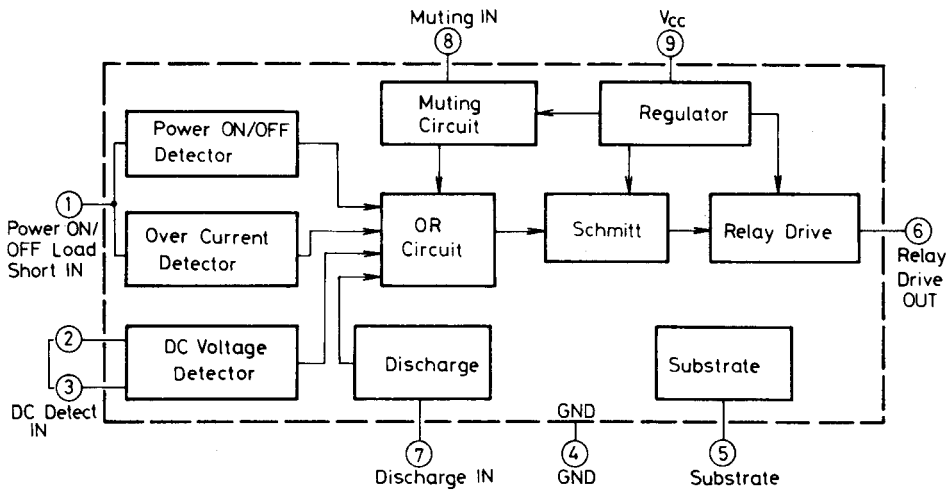 Muting IN
8
Vcc
9
Muting
Circuit
Regulator
Power ON/OFF
Detector
1
Power ON/
OFF Load
Short IN
Over Current
Detector
OR
Circuit
Schmitt
Relay Drive
6
Relay
Drive
OUT
2
3
DC Detect
IN
DC Voltage
Detector
Discharge
Substrate
GND
7
Discharge IN
4
GND
5
Substrate